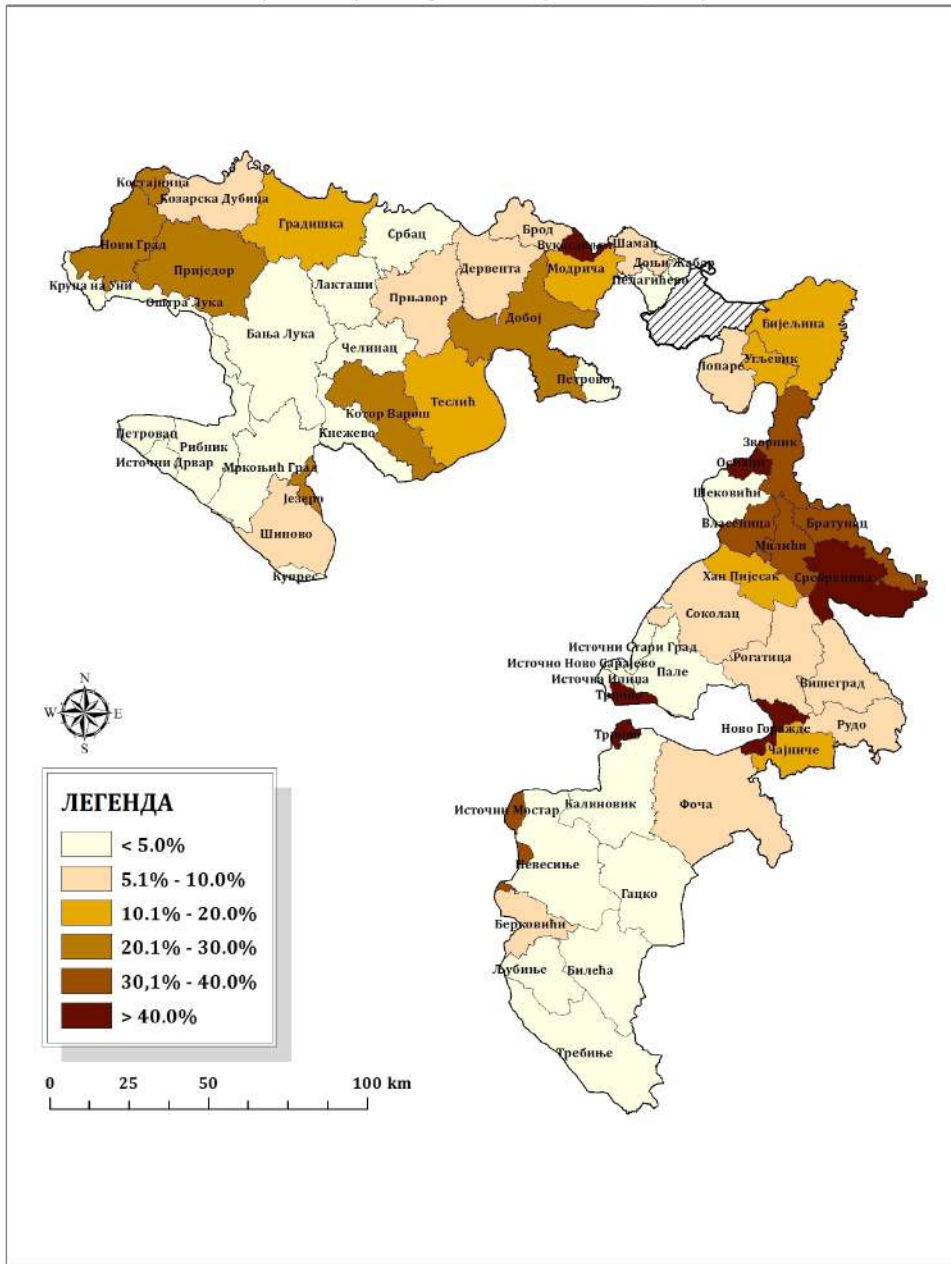 Костајница
Козарска Дубица
Градишка
Србац
Брод
Вукосавље
Шамац
Нови Град
Приједор
Дервента
Модрича
Доњи Жабар
Пелагићево
Крупа на Уни
Оштра Лука
Лакташи
Прњавор
Добој
Бијељина
Бања Лука
Челинац
Угљевик
Лопаре
Петрово
Теслић
Котор Варош
Кнежево
Петровац
Рибник
Источни Дрвар
Мркоњић Град
Језеро
Шипово
Купрес
Зворник
Осмаци
Шековићи
Власеница
Братунац
Милићи
Хан Пијесак
Сребреница
Соколац
Источни Стари Град
Источно Ново Сарајево
Пале
Рогатица
Источна Илиџа
Вишеград
Трново
Ново Горажде
Рудо
Трново
Чајниче
Источни Мостар
Калиновик
Фоча
Невесиње
Гацко
Берковићи
Љубиње
Билећа
Требиње
N
W
E
S
ЛЕГЕНДА
< 5.0%
5.1% - 10.0%
10.1% - 20.0%
20.1% - 30.0%
30,1% - 40.0%
> 40.0%
0 25 50 100 km